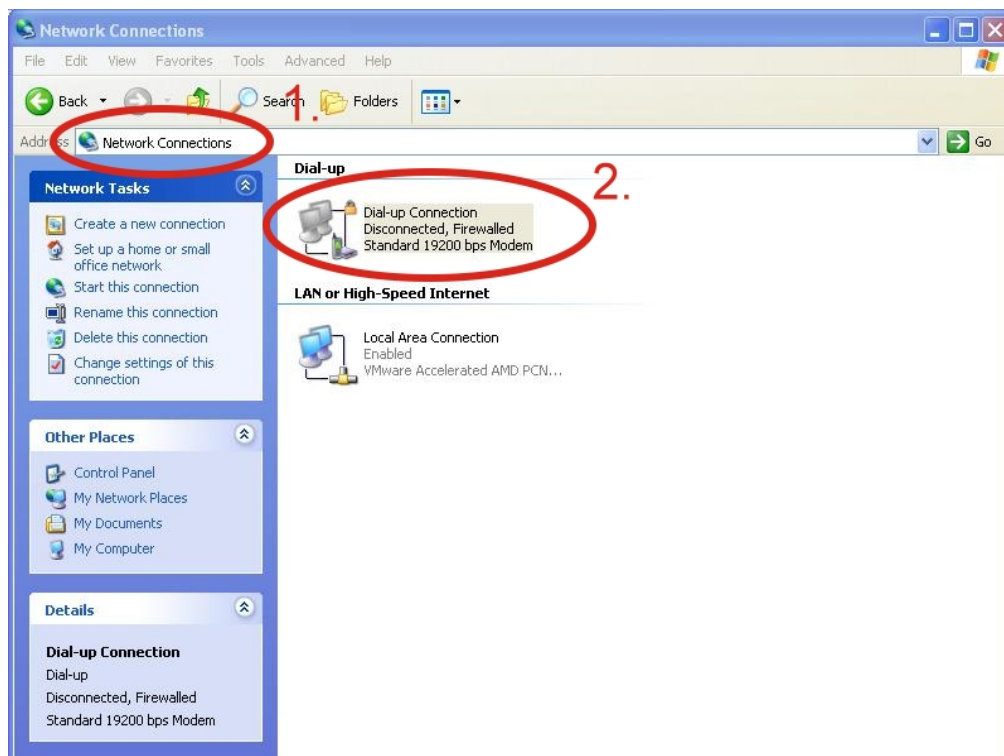 Network Connections
File Edit View Favorites Tools Advanced Help
1.
Back Search Folders
Address Network Connections Go
Network Tasks
Create a new connection
Set up a home or small
office network
Start this connection
Rename this connection
Delete this connection
Change settings of this
connection
Other Places
Control Panel
My Network Places
My Documents
My Computer
Details
Dial-up Connection
Dial-up
Disconnected, Firewalled
Standard 19200 bps Modem
Dial-up
2.
Dial-up Connection
Disconnected, Firewalled
Standard 19200 bps Modem
LAN or High-Speed Internet
Local Area Connection
Enabled
VMware Accelerated AMD PCN...